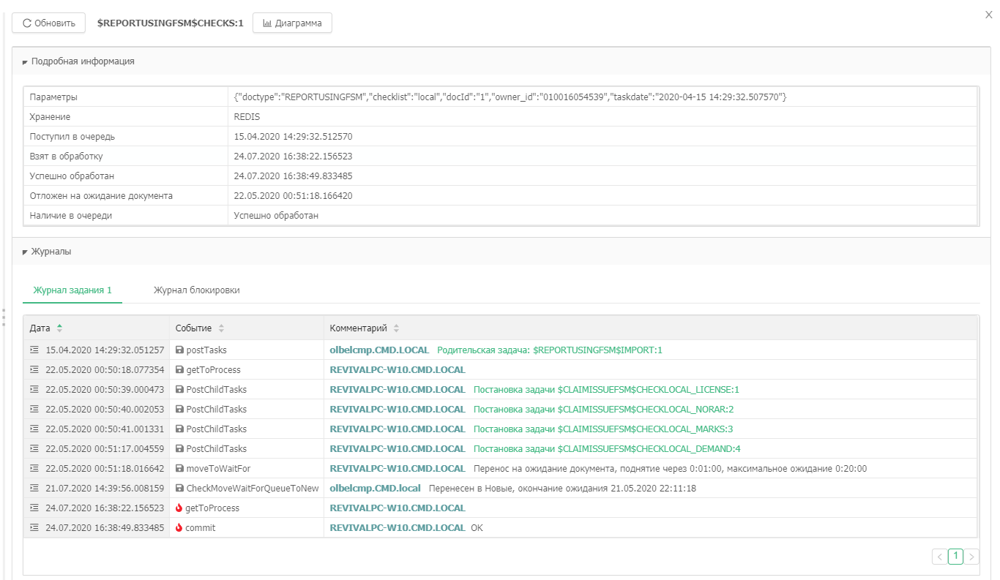 Обновить $REPORTUSINGFSM$CHECKS:1 Диаграмма X
Подробная информация
Параметры {"doctype":"REPORTUSINGFSM","checklist":"local","docId":"1","owner_id":"010016054539","taskdate":"2020-04-15 14:29:32.507570"}
Хранение REDIS
Поступил в очередь 15.04.2020 14:29:32.512570
Взят в обработку 24.07.2020 16:38:22.156523
Успешно обработан 24.07.2020 16:38:49.833485
Отложен на ожидание документа 22.05.2020 00:51:18.166420
Наличие в очереди Успешно обработан
Журналы
Журнал задания 1 Журнал блокировки
Дата Событие Комментарий
15.04.2020 14:29:32.051257 postTasks olbelcmp.CMD.LOCAL Родительская задача: $REPORTUSINGFSM$IMPORT:1
22.05.2020 00:50:18.077354 getToProcess REVIVALPC-W10.CMD.LOCAL
22.05.2020 00:50:39.000473 PostChildTasks REVIVALPC-W10.CMD.LOCAL Постановка задачи $CLAIMISSUEFSM$CHECKLOCAL_LICENSE:1
22.05.2020 00:50:40.002053 PostChildTasks REVIVALPC-W10.CMD.LOCAL Постановка задачи $CLAIMISSUEFSM$CHECKLOCAL_NORAR:2
22.05.2020 00:50:41.001331 PostChildTasks REVIVALPC-W10.CMD.LOCAL Постановка задачи $CLAIMISSUEFSM$CHECKLOCAL_MARKS:3
22.05.2020 00:51:17.004559 PostChildTasks REVIVALPC-W10.CMD.LOCAL Постановка задачи $CLAIMISSUEFSM$CHECKLOCAL_DEMAND:4
22.05.2020 00:51:18.016642 moveToWaitFor REVIVALPC-W10.CMD.LOCAL Перенос на ожидание документа, поднятие через 0:01:00, максимальное ожидание 0:20:00
21.07.2020 14:39:56.008159 CheckMoveWaitForQueueToNew olbelcmp.CMD.local Перенесен в Новые, окончание ожидания 21.05.2020 22:11:18
24.07.2020 16:38:22.156523 getToProcess REVIVALPC-W10.CMD.LOCAL
24.07.2020 16:38:49.833485 commit REVIVALPC-W10.CMD.LOCAL OK
< 1 >